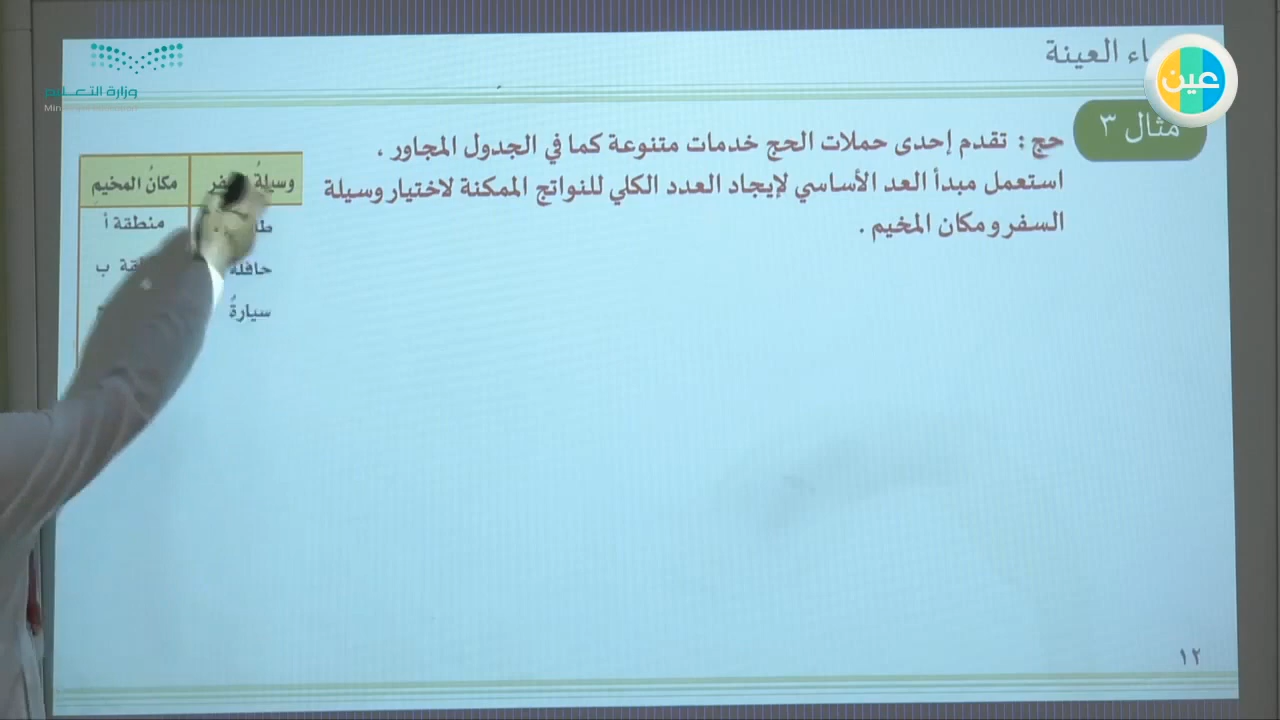 وزارة التعليم
عين
العينة
مثال ٣
حج : تقدم إحدى حملات الحج خدمات متنوعة كما في الجدول المجاور ،
استعمل مبدأ العد الأساسي لإيجاد العدد الكلي للنواتج الممكنة لاختيار وسيلة
السفر ومكان المخيم .
وسيلةُ مكانُ المخيمِ
منطقة أ
حافلة ب
سيارةٌ
١٢